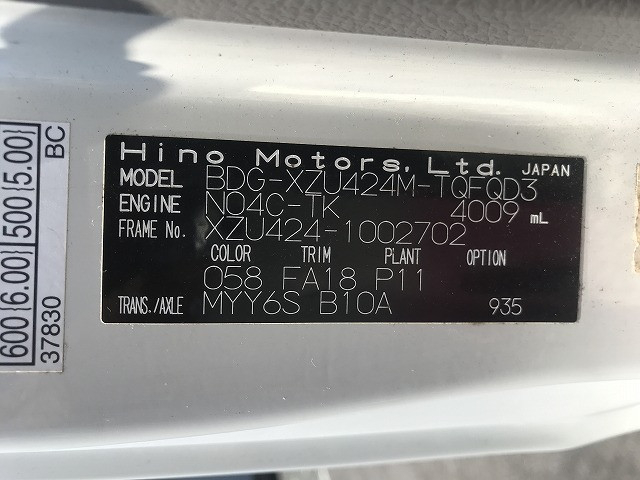 Hino Motors, Ltd. JAPAN
MODEL BDG-XZU424M-TQFQD3
ENGINE N04C-TK 4009 mL
FRAME No. XZU424-1002702
COLOR TRIM PLANT OPTION
058 FA18 P11
TRANS./AXLE MYY6S B10A 935
600(6.00) 500(5.00)
37830 BC